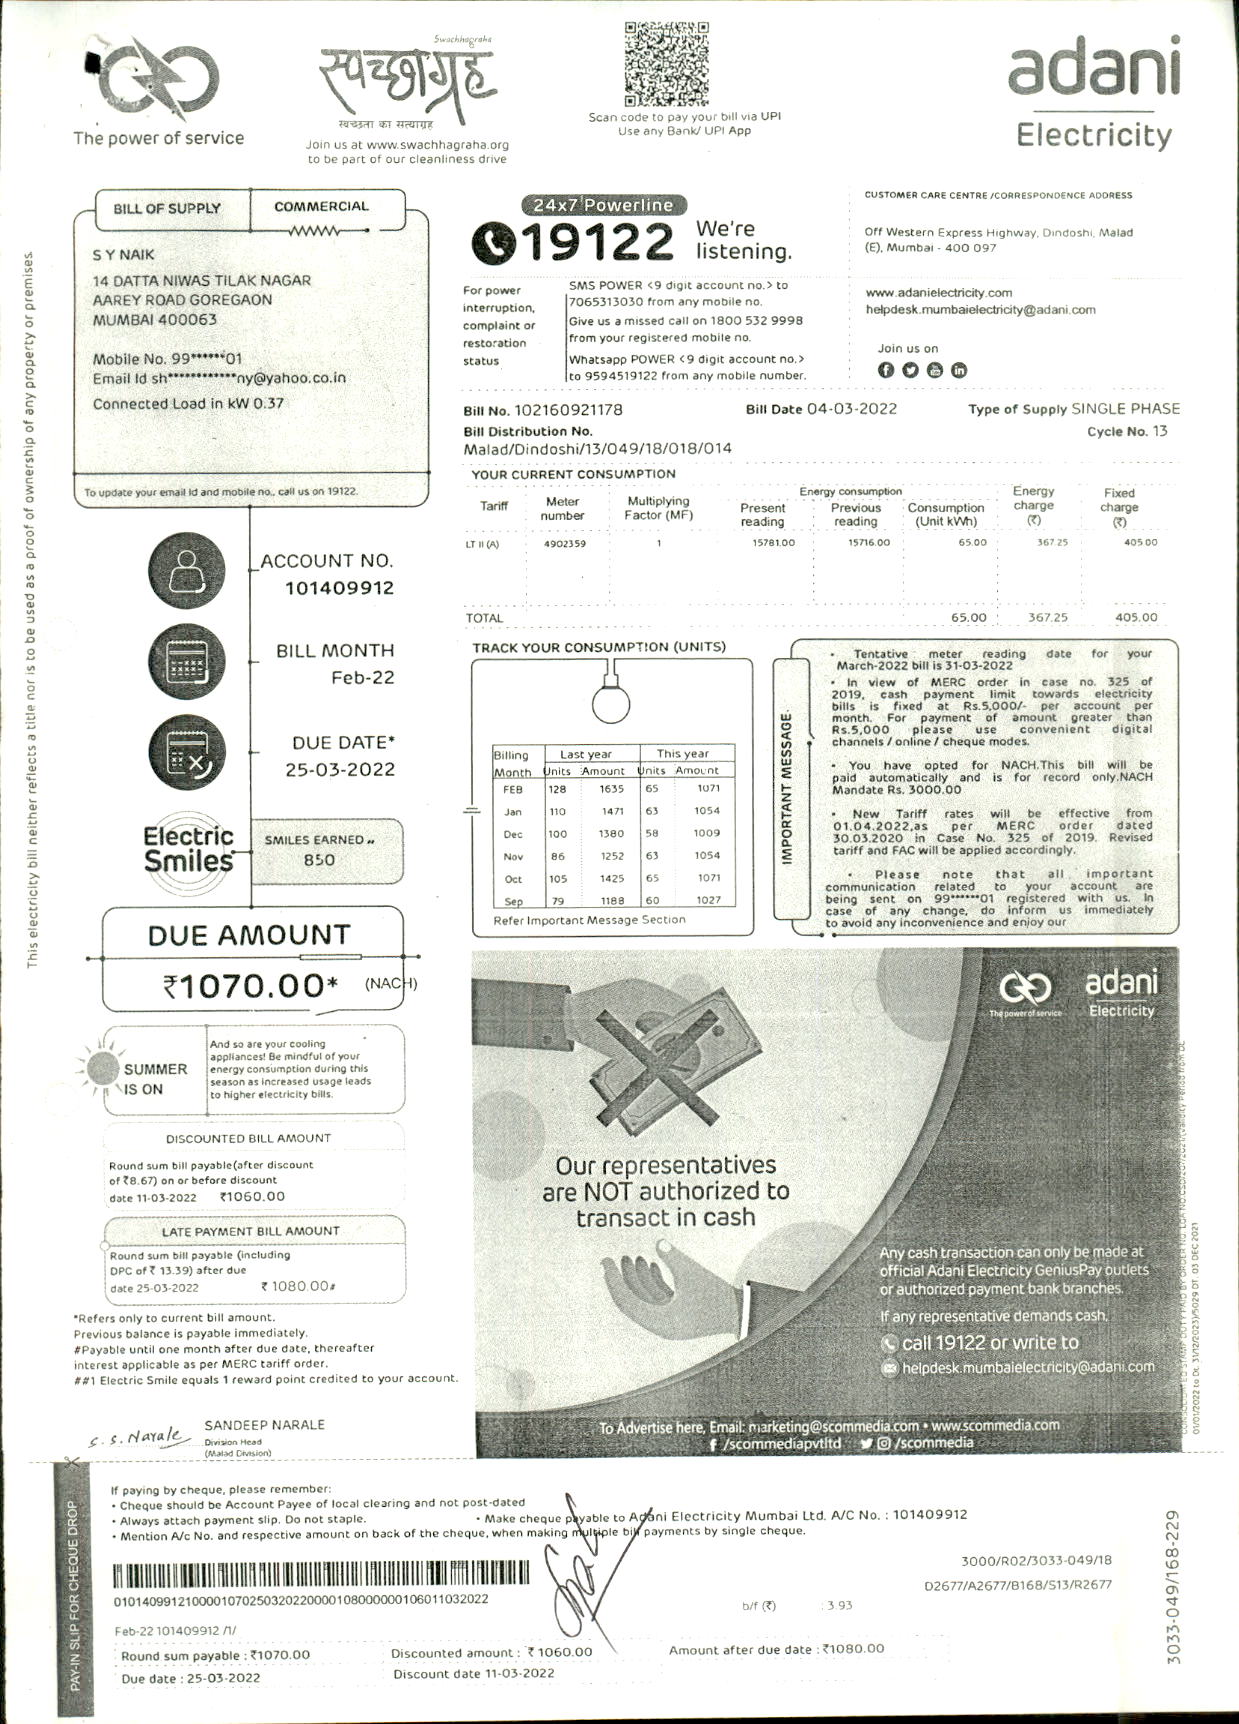 The power of service
Swachhagraha
स्वच्छाग्रह
स्वच्छता का सत्याग्रह
Join us at www.swachhagraha.org
to be part of our cleanliness drive
Scan code to pay your bill via UPI
Use any Bank/ UPI App
adani
Electricity
BILL OF SUPPLY
COMMERCIAL
S Y NAIK
14 DATTA NIWAS TILAK NAGAR
AAREY ROAD GOREGAON
MUMBAI 400063
Mobile No. 99******01
Email Id sh************ny@yahoo.co.in
Connected Load in kW 0.37
To update your email id and mobile no., call us on 19122.
24x7 Powerline
19122 We're listening.
For power interruption, complaint or restoration status
SMS POWER <9 digit account no.> to
7065313030 from any mobile no.
Give us a missed call on 1800 532 9998
from your registered mobile no.
Whatsapp POWER <9 digit account no.>
to 9594519122 from any mobile number.
CUSTOMER CARE CENTRE /CORRESPONDENCE ADDRESS
Off Western Express Highway, Dindoshi, Malad
(E), Mumbai - 400 097
www.adanielectricity.com
helpdesk.mumbaielectricity@adani.com
Join us on
Bill No. 102160921178 Bill Date 04-03-2022 Type of Supply SINGLE PHASE
Bill Distribution No. Cycle No. 13
Malad/Dindoshi/13/049/18/018/014
YOUR CURRENT CONSUMPTION
Tariff Meter number Multiplying Factor (MF) Energy consumption Present reading Previous reading Consumption (Unit kWh) Energy charge (₹) Fixed charge (₹)
LT II (A) 4902359 1 15781.00 15716.00 65.00 367.25 405.00
TOTAL 65.00 367.25 405.00
ACCOUNT NO.
101409912
BILL MONTH
Feb-22
DUE DATE*
25-03-2022
Electric Smiles
SMILES EARNED ##
850
DUE AMOUNT
₹1070.00* (NACH)
TRACK YOUR CONSUMPTION (UNITS)
Billing Month Last year This year
Units Amount Units Amount
FEB 128 1635 65 1071
Jan 110 1471 63 1054
Dec 100 1380 58 1009
Nov 86 1252 63 1054
Oct 105 1425 65 1071
Sep 79 1188 60 1027
Refer Important Message Section
IMPORTANT MESSAGE
• Tentative meter reading date for your
March-2022 bill is 31-03-2022
• In view of MERC order in case no. 325 of
2019, cash payment limit towards electricity
bills is fixed at Rs.5,000/- per account per
month. For payment of amount greater than
Rs.5,000 please use convenient digital
channels / online / cheque modes.
• You have opted for NACH.This bill will be
paid automatically and is for record only.NACH
Mandate Rs. 3000.00
• New Tariff rates will be effective from
01.04.2022,as per MERC order dated
30.03.2020 in Case No. 325 of 2019. Revised
tariff and FAC will be applied accordingly.
• Please note that all important
communication related to your account are
being sent on 99******01 registered with us. In
case of any change, do inform us immediately
to avoid any inconvenience and enjoy our
SUMMER IS ON
And so are your cooling
appliances! Be mindful of your
energy consumption during this
season as increased usage leads
to higher electricity bills.
DISCOUNTED BILL AMOUNT
Round sum bill payable(after discount
of ₹8.67) on or before discount
date 11-03-2022 ₹1060.00
LATE PAYMENT BILL AMOUNT
Round sum bill payable (including
DPC of ₹ 13.39) after due
date 25-03-2022 ₹ 1080.00#
*Refers only to current bill amount.
Previous balance is payable immediately.
#Payable until one month after due date, thereafter
interest applicable as per MERC tariff order.
##1 Electric Smile equals 1 reward point credited to your account.
S. S. Narale
SANDEEP NARALE
Division Head
(Malad Division)
The power of service
adani
Electricity
Our representatives
are NOT authorized to
transact in cash
Any cash transaction can only be made at
official Adani Electricity GeniusPay outlets
or authorized payment bank branches.
If any representative demands cash,
call 19122 or write to
helpdesk.mumbaielectricity@adani.com
To Advertise here, Email: marketing@scommedia.com • www.scommedia.com
/scommediapvtltd /scommedia
This electricity bill neither reflects a title nor is to be used as a proof of ownership of any property or premises.
01/01/2022 to Dt. 31/12/2023)/5029 DT. 03 DEC 2021
PAY-IN SLIP FOR CHEQUE DROP
If paying by cheque, please remember:
• Cheque should be Account Payee of local clearing and not post-dated
• Always attach payment slip. Do not staple. • Make cheque payable to Adani Electricity Mumbai Ltd. A/C No. : 101409912
• Mention A/c No. and respective amount on back of the cheque, when making multiple bill payments by single cheque.
3000/R02/3033-049/18
D2677/A2677/B168/S13/R2677
b/f (₹) : 3.93
Feb-22 101409912 /1/
Round sum payable : ₹1070.00 Discounted amount : ₹ 1060.00 Amount after due date : ₹1080.00
Due date : 25-03-2022 Discount date 11-03-2022
3033-049/168-229